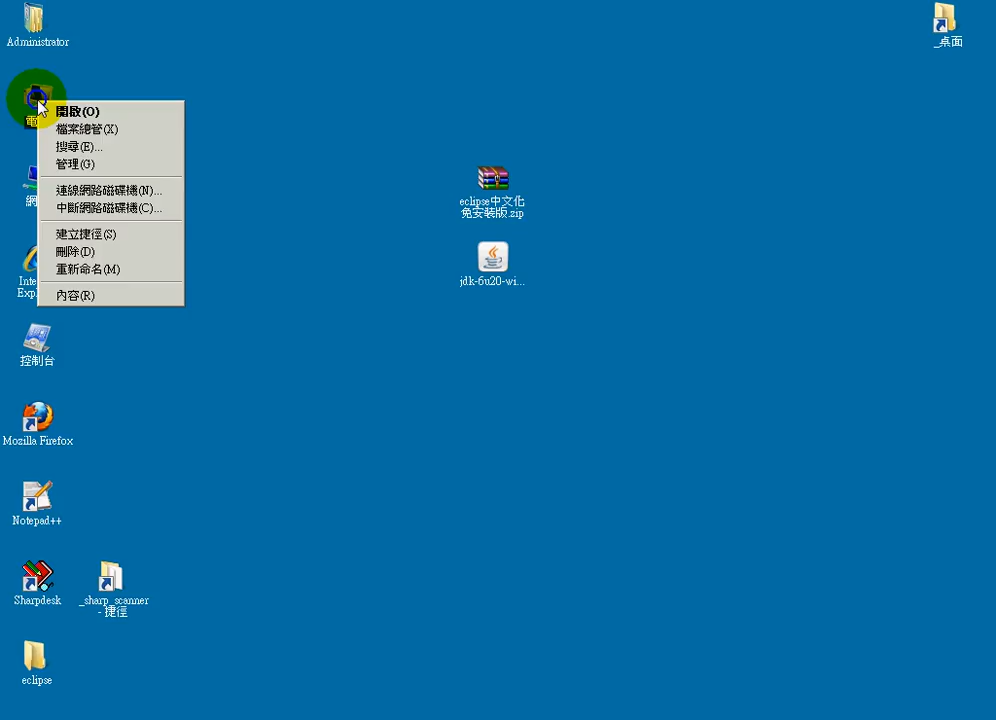 Administrator
_桌面
電
開啟(O)
檔案總管(X)
搜尋(E)...
管理(G)
連線網路磁碟機(N)...
中斷網路磁碟機(C)...
建立捷徑(S)
刪除(D)
重新命名(M)
內容(R)
網
Inte
Exp
eclipse中文化
免安裝版.zip
jdk-6u20-wi...
控制台
Mozilla Firefox
Notepad++
Sharpdesk
_sharp_scanner
- 捷徑
eclipse